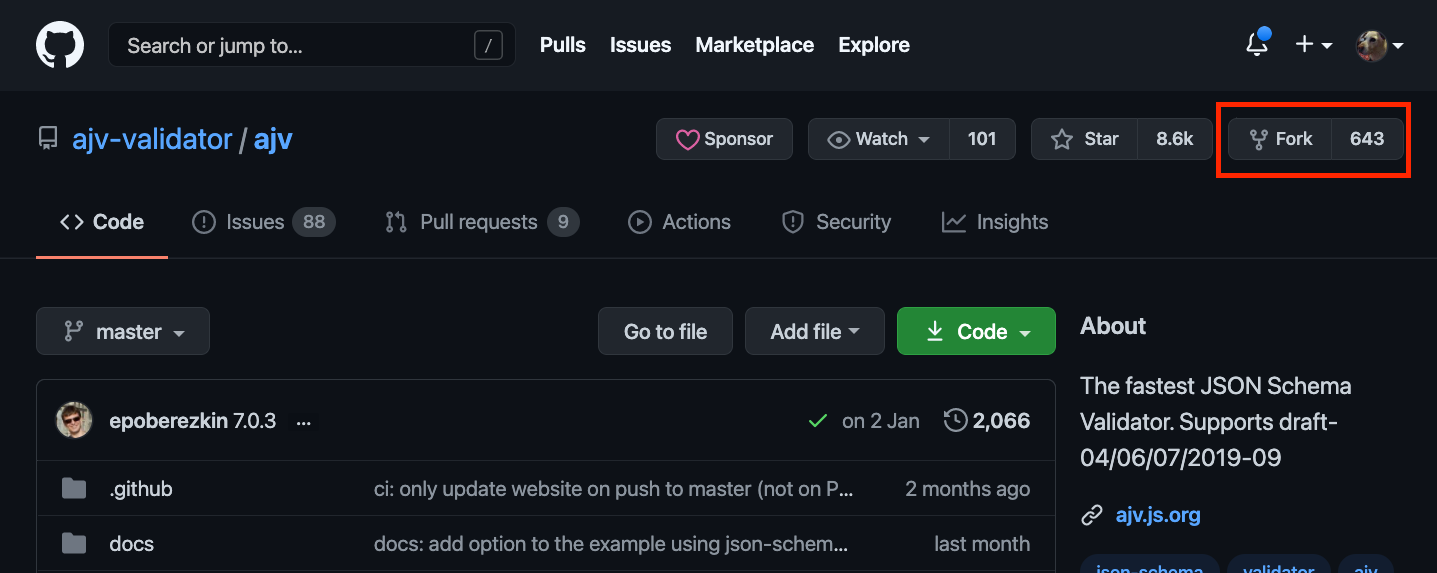 Search or jump to... / Pulls Issues Marketplace Explore
ajv-validator / ajv Sponsor Watch 101 Star 8.6k Fork 643
Code Issues 88 Pull requests 9 Actions Security Insights
master Go to file Add file Code
About
The fastest JSON Schema
Validator. Supports draft-
04/06/07/2019-09
ajv.js.org
json-schema validator ajv
epoberezkin 7.0.3 ... on 2 Jan 2,066
.github ci: only update website on push to master (not on P... 2 months ago
docs docs: add option to the example using json-schem... last month